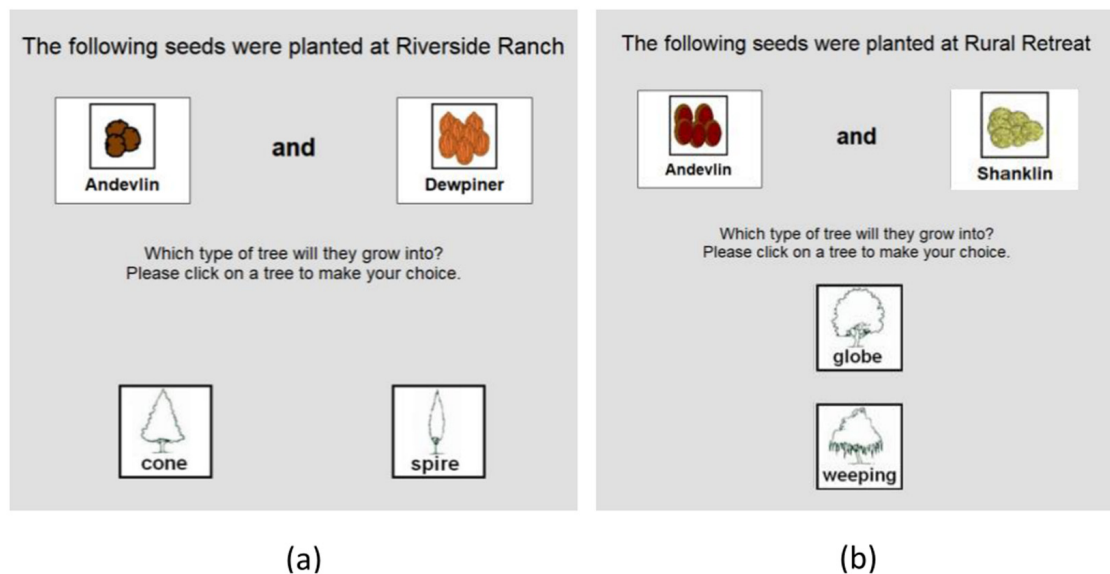 The following seeds were planted at Riverside Ranch
Andevlin
and
Dewpiner
Which type of tree will they grow into?
Please click on a tree to make your choice.
cone
spire
(a)
The following seeds were planted at Rural Retreat
Andevlin
and
Shanklin
Which type of tree will they grow into?
Please click on a tree to make your choice.
globe
weeping
(b)